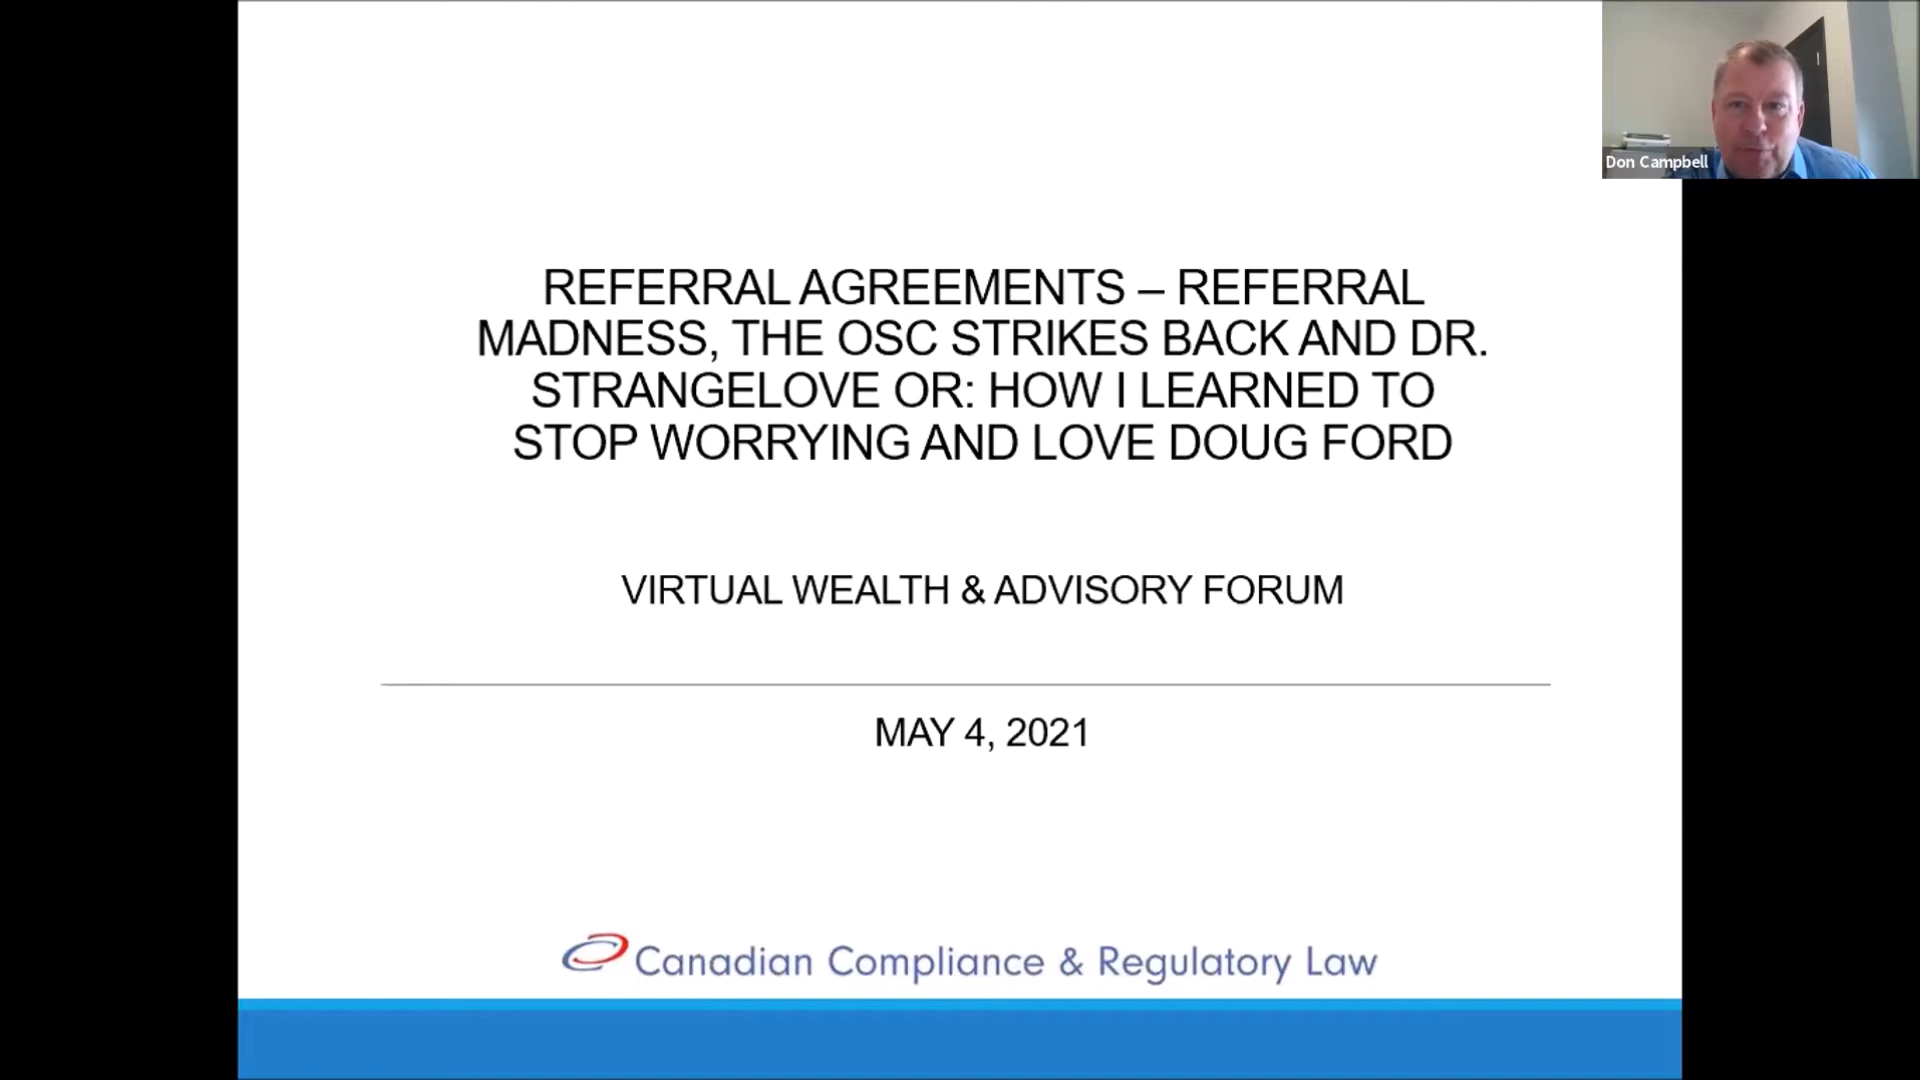 Don Campbell
REFERRAL AGREEMENTS – REFERRAL
MADNESS, THE OSC STRIKES BACK AND DR.
STRANGELOVE OR: HOW I LEARNED TO
STOP WORRYING AND LOVE DOUG FORD
VIRTUAL WEALTH & ADVISORY FORUM
MAY 4, 2021
Canadian Compliance & Regulatory Law